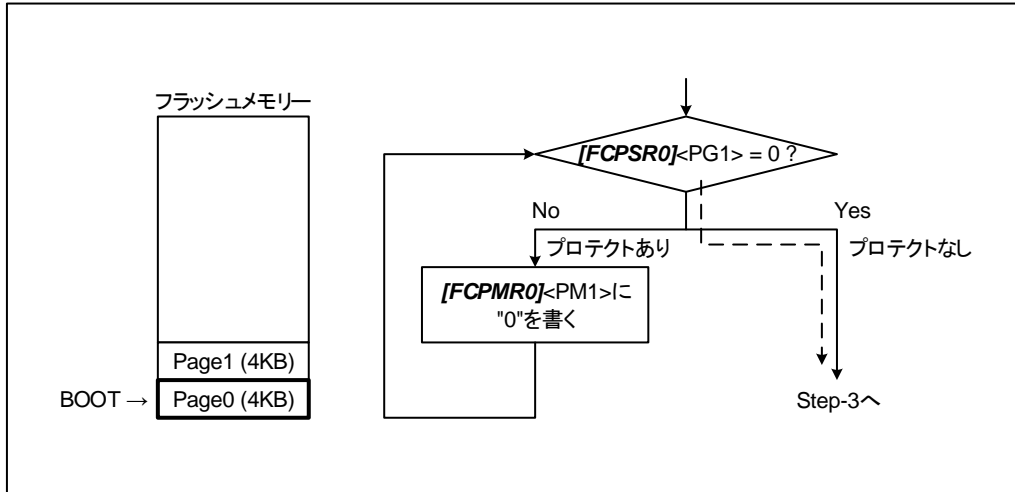 フラッシュメモリー
Page1 (4KB)
BOOT → Page0 (4KB)
[FCPSR0]<PG1> = 0 ?
No
Yes
プロテクトあり
プロテクトなし
[FCPMR0]<PM1>に
"0"を書く
Step-3へ